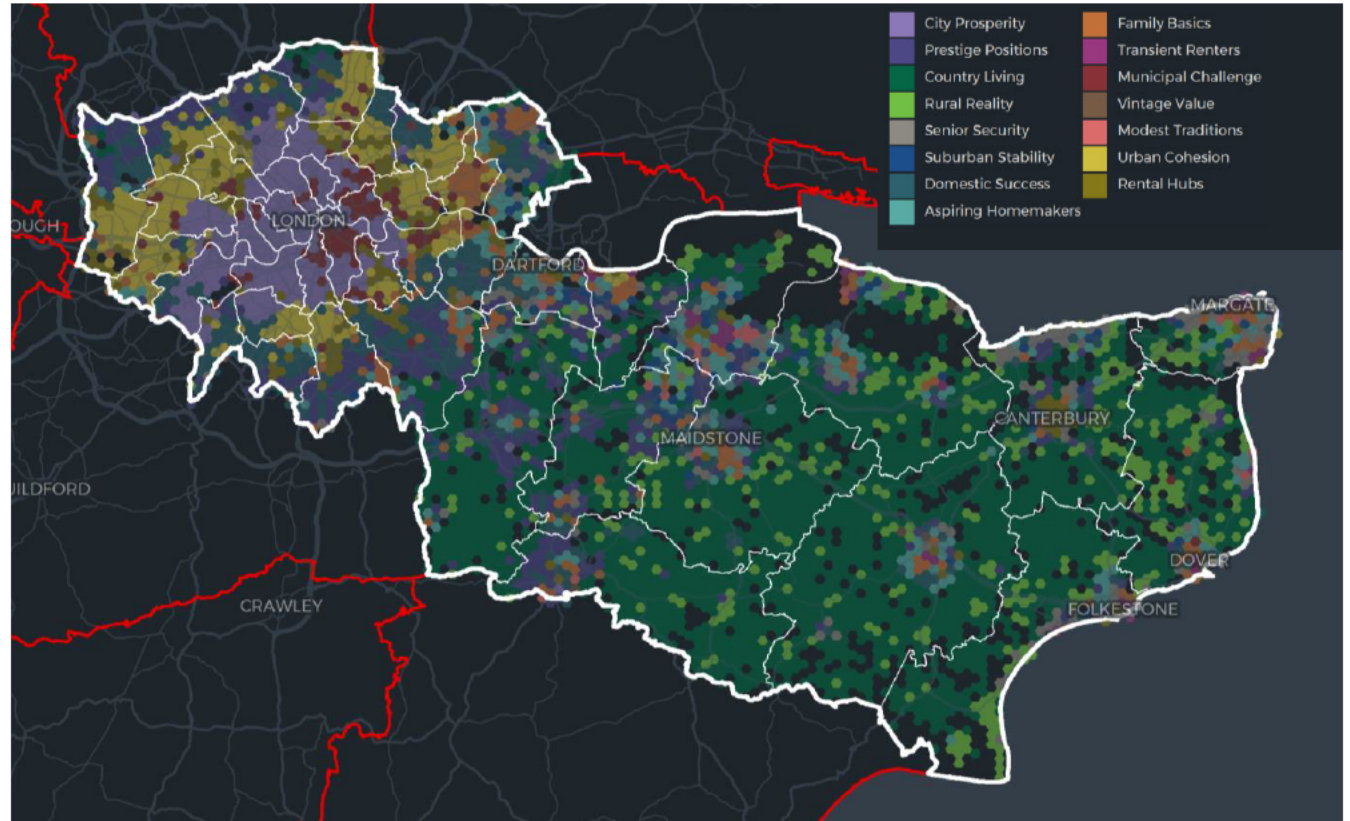 City Prosperity
Prestige Positions
Country Living
Rural Reality
Senior Security
Suburban Stability
Domestic Success
Aspiring Homemakers
Family Basics
Transient Renters
Municipal Challenge
Vintage Value
Modest Traditions
Urban Cohesion
Rental Hubs
LONDON
OUGH
DARTFORD
MARGATE
CANTERBURY
MAIDSTONE
UILDFORD
DOVER
CRAWLEY
FOLKESTONE